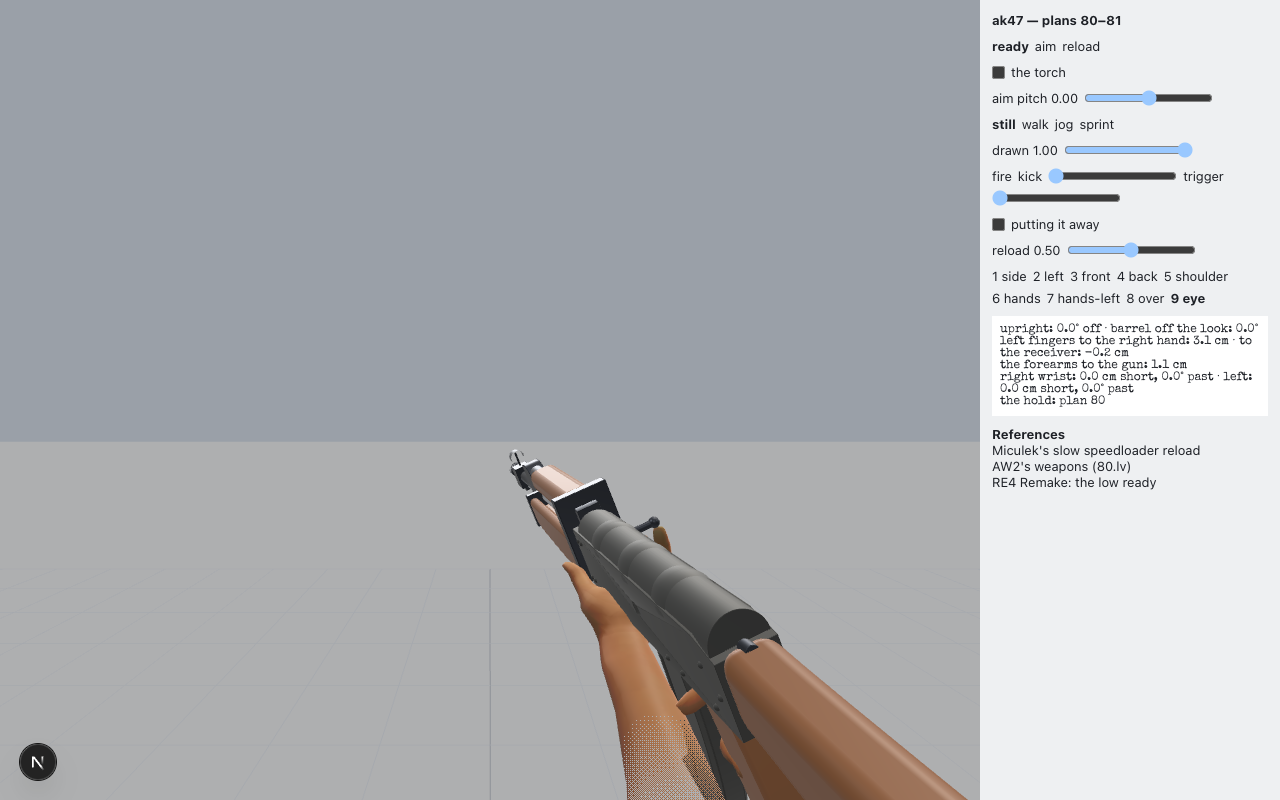 ak47 — plans 80–81
ready aim reload
the torch
aim pitch 0.00
still walk jog sprint
drawn 1.00
fire kick trigger
putting it away
reload 0.50
1 side 2 left 3 front 4 back 5 shoulder
6 hands 7 hands-left 8 over 9 eye
upright: 0.0° off · barrel off the look: 0.0°
left fingers to the right hand: 3.1 cm · to
the receiver: -0.2 cm
the forearms to the gun: 1.1 cm
right wrist: 0.0 cm short, 0.0° past · left:
0.0 cm short, 0.0° past
the hold: plan 80
References
Miculek's slow speedloader reload
AW2's weapons (80.lv)
RE4 Remake: the low ready
N